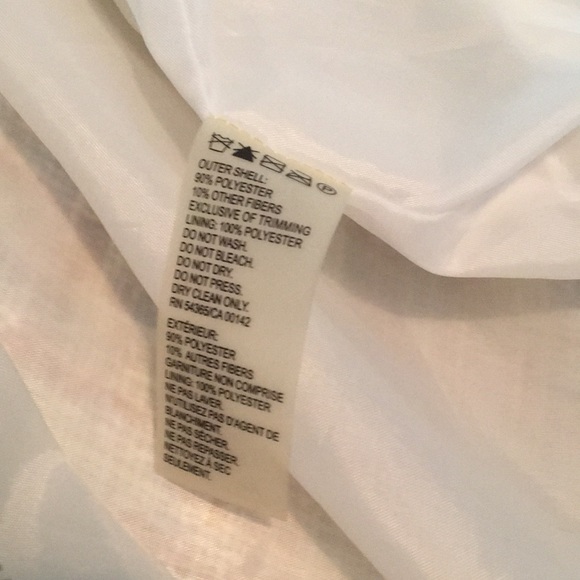 P
OUTER SHELL:
90% POLYESTER
10% OTHER FIBERS
EXCLUSIVE OF TRIMMING
LINING: 100% POLYESTER
DO NOT WASH.
DO NOT BLEACH.
DO NOT DRY.
DO NOT PRESS.
DRY CLEAN ONLY.
RN 54365/CA 00142
EXTÉRIEUR:
90% POLYESTER
10% AUTRES FIBERS
GARNITURE NON COMPRISE
LINING: 100% POLYESTER
NE PAS LAVER.
N'UTILISEZ PAS D'AGENT DE
BLANCHIMENT.
NE PAS SÉCHER.
NE PAS REPASSER.
NETTOYEZ À SEC
SEULEMENT.